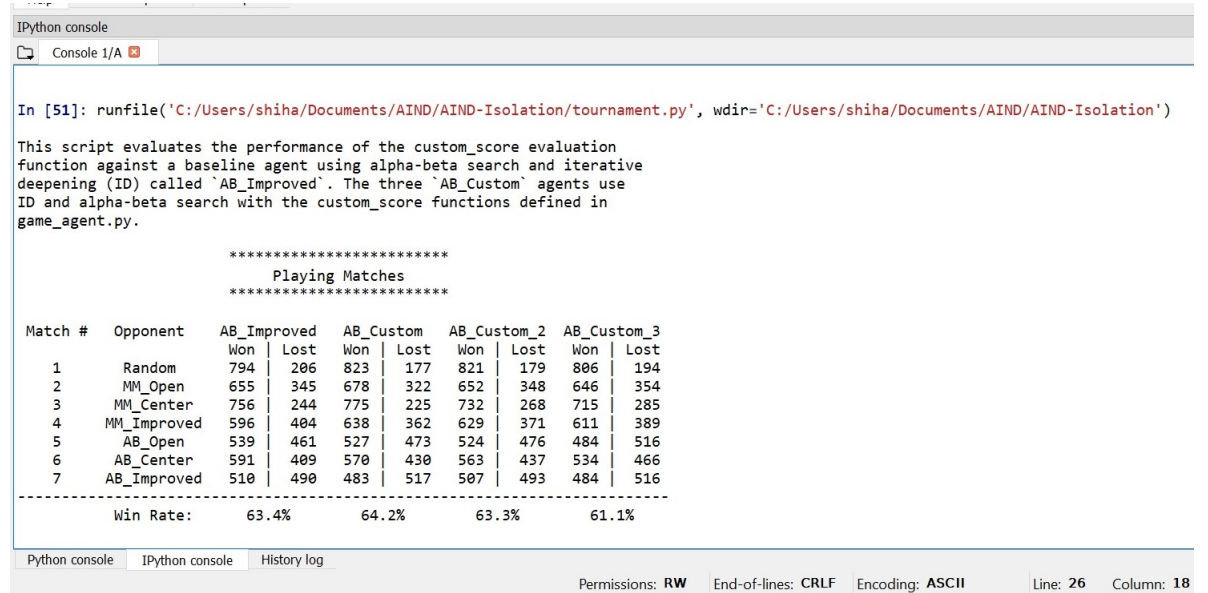 IPython console
Console 1/A
In [51]: runfile('C:/Users/shiha/Documents/AIND/AIND-Isolation/tournament.py', wdir='C:/Users/shiha/Documents/AIND/AIND-Isolation')
This script evaluates the performance of the custom_score evaluation
function against a baseline agent using alpha-beta search and iterative
deepening (ID) called `AB_Improved`. The three `AB_Custom` agents use
ID and alpha-beta search with the custom_score functions defined in
game_agent.py.
*************************
Playing Matches
*************************
Match # Opponent AB_Improved AB_Custom AB_Custom_2 AB_Custom_3
Won | Lost Won | Lost Won | Lost Won | Lost
1 Random 794 | 206 823 | 177 821 | 179 806 | 194
2 MM_Open 655 | 345 678 | 322 652 | 348 646 | 354
3 MM_Center 756 | 244 775 | 225 732 | 268 715 | 285
4 MM_Improved 596 | 404 638 | 362 629 | 371 611 | 389
5 AB_Open 539 | 461 527 | 473 524 | 476 484 | 516
6 AB_Center 591 | 409 570 | 430 563 | 437 534 | 466
7 AB_Improved 510 | 490 483 | 517 507 | 493 484 | 516
--------------------------------------------------------------------------
Win Rate: 63.4% 64.2% 63.3% 61.1%
Python console IPython console History log
Permissions: RW End-of-lines: CRLF Encoding: ASCII Line: 26 Column: 18